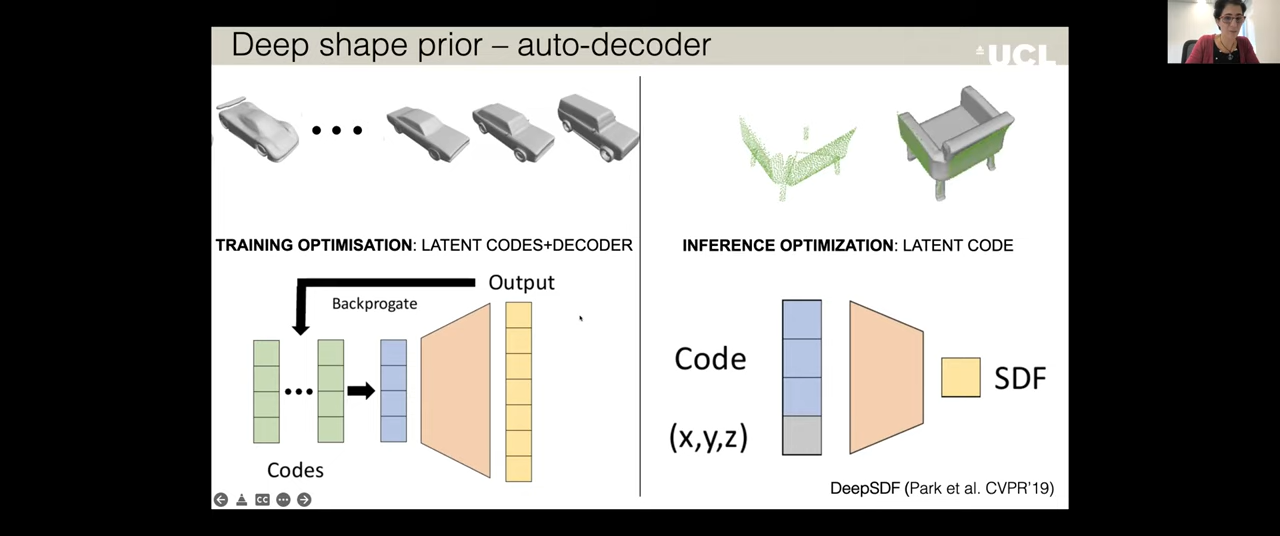 Deep shape prior – auto-decoder
UCL
TRAINING OPTIMISATION: LATENT CODES+DECODER
Output
Backprogate
Codes
INFERENCE OPTIMIZATION: LATENT CODE
Code
(x,y,z)
SDF
DeepSDF (Park et al. CVPR'19)
CC